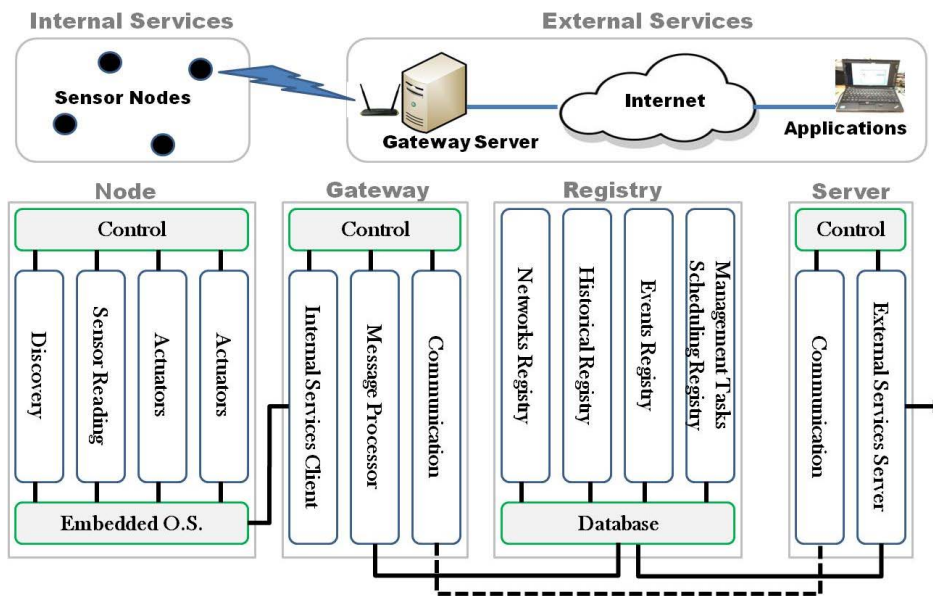 Internal Services
External Services
Sensor Nodes
Gateway Server
Internet
Applications
Node
Gateway
Registry
Server
Control
Discovery
Sensor Reading
Actuators
Actuators
Embedded O.S.
Control
Internal Services Client
Message Processor
Communication
Networks Registry
Historical Registry
Events Registry
Management Tasks
Scheduling Registry
Database
Control
Communication
External Services Server